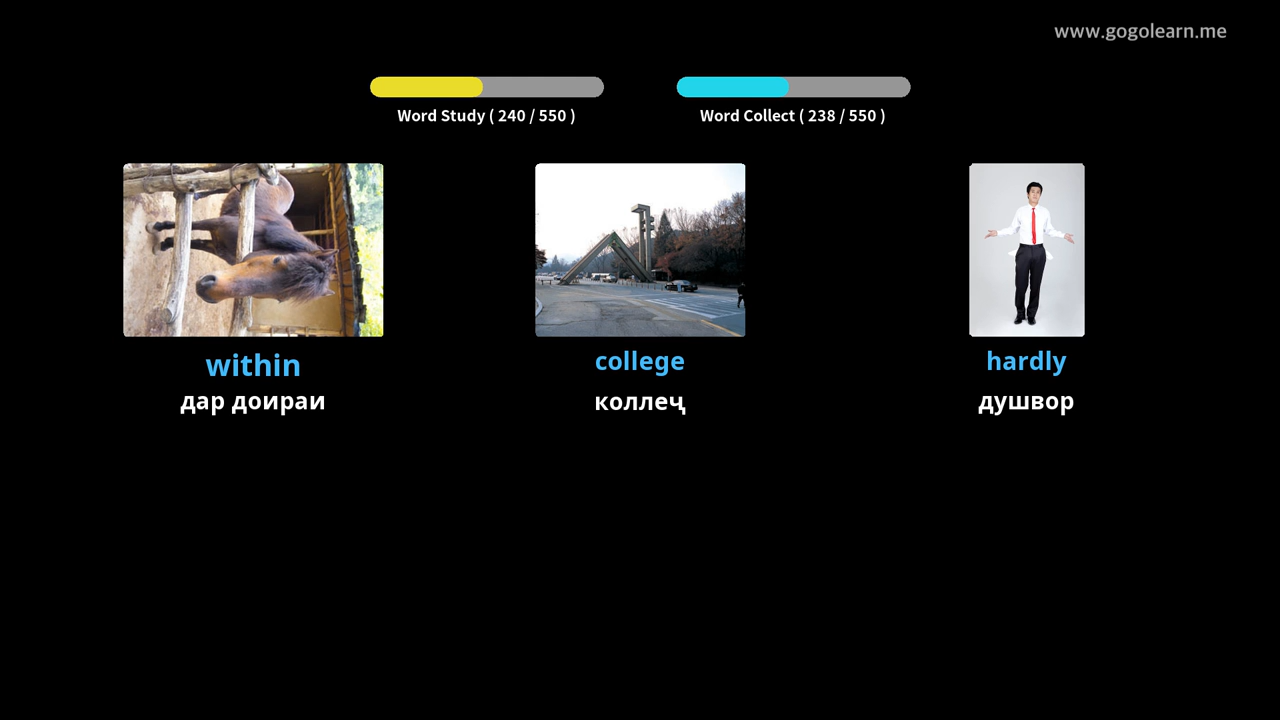 www.gogolearn.me
Word Study ( 240 / 550 )
Word Collect ( 238 / 550 )
within
college
hardly
дар доираи
коллеҷ
душвор